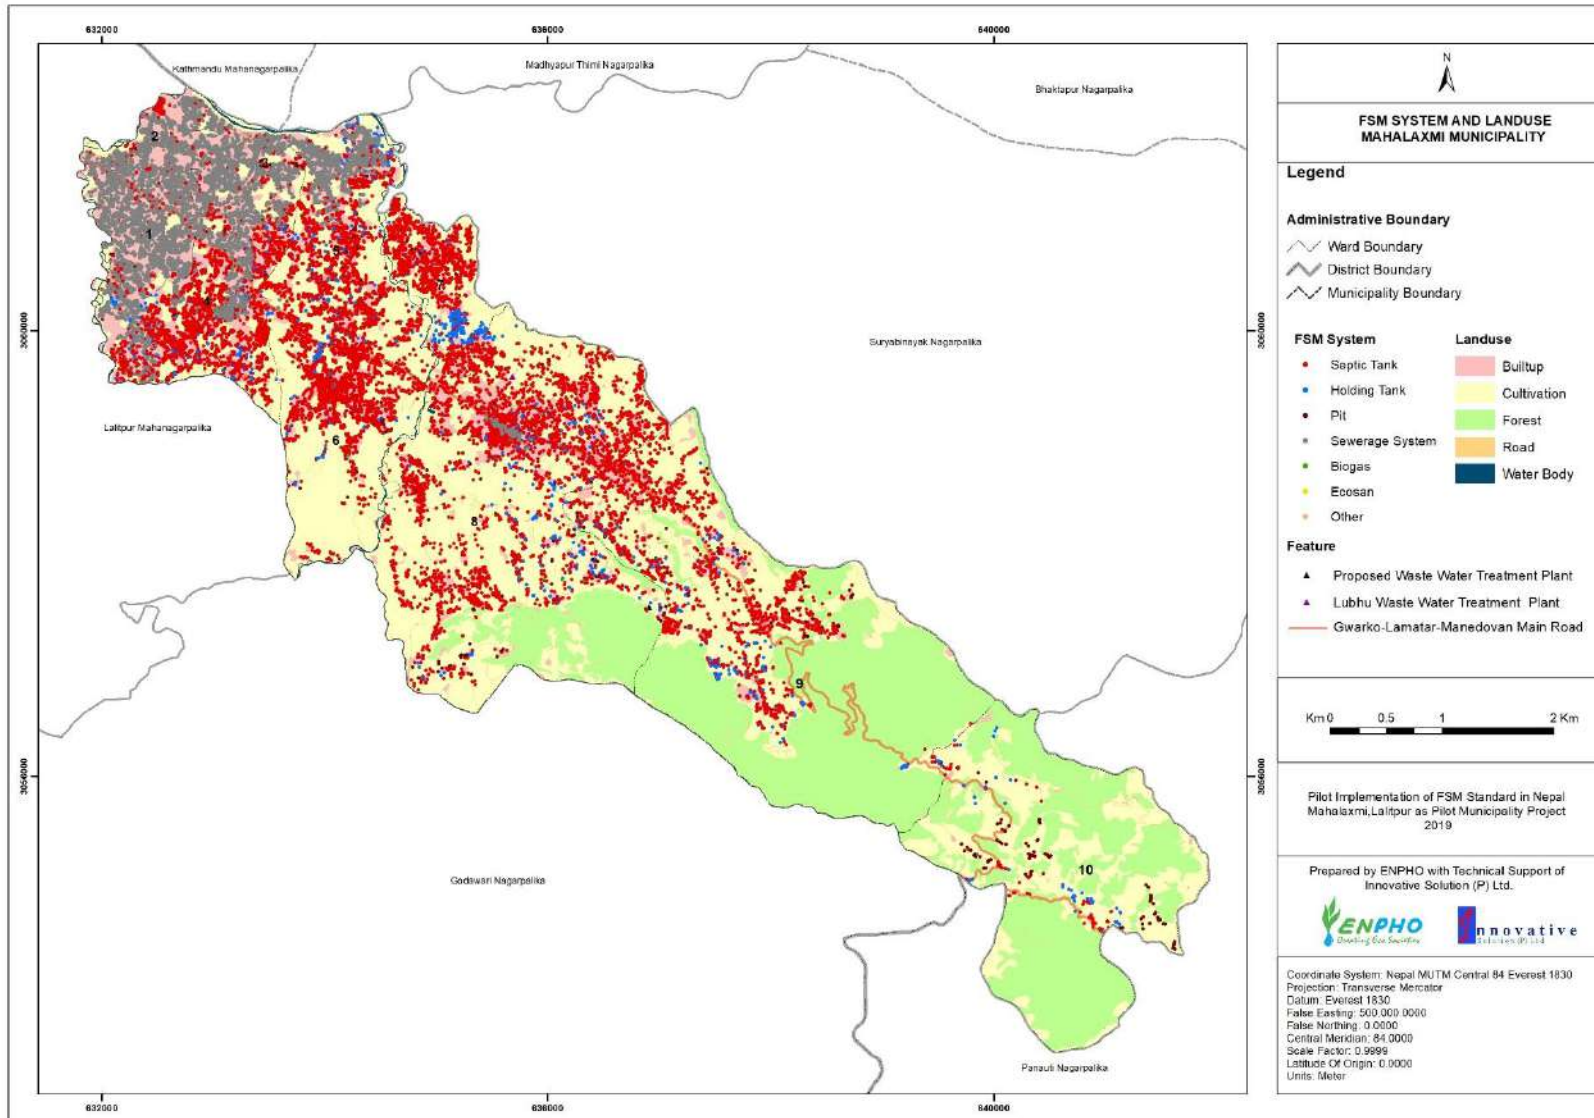 632000
636000
640000
Kathmandu Mahanagarpalika
Madhyapur Thimi Nagarpalika
Bhaktapur Nagarpalika
2
3
1
5
7
4
3060000
3060000
Suryabinayak Nagarpalika
Lalitpur Mahanagarpalika
6
8
9
3056000
3056000
10
Godawari Nagarpalika
Panauti Nagarpalika
632000
636000
640000
N
FSM SYSTEM AND LANDUSE
MAHALAXMI MUNICIPALITY
Legend
Administrative Boundary
Ward Boundary
District Boundary
Municipality Boundary
FSM System
Septic Tank
Holding Tank
Pit
Sewerage System
Biogas
Ecosan
Other
Landuse
Builtup
Cultivation
Forest
Road
Water Body
Feature
Proposed Waste Water Treatment Plant
Lubhu Waste Water Treatment Plant
Gwarko-Lamatar-Manedovan Main Road
Km 0 0.5 1 2 Km
Pilot Implementation of FSM Standard in Nepal
Mahalaxmi,Lalitpur as Pilot Municipality Project
2019
Prepared by ENPHO with Technical Support of
Innovative Solution (P) Ltd.
ENPHO
Innovative
Solution (P) Ltd
Coordinate System: Nepal MUTM Central 84 Everest 1830
Projection: Transverse Mercator
Datum: Everest 1830
False Easting: 500,000.0000
False Northing: 0.0000
Central Meridian: 84.0000
Scale Factor: 0.9999
Latitude Of Origin: 0.0000
Units: Meter